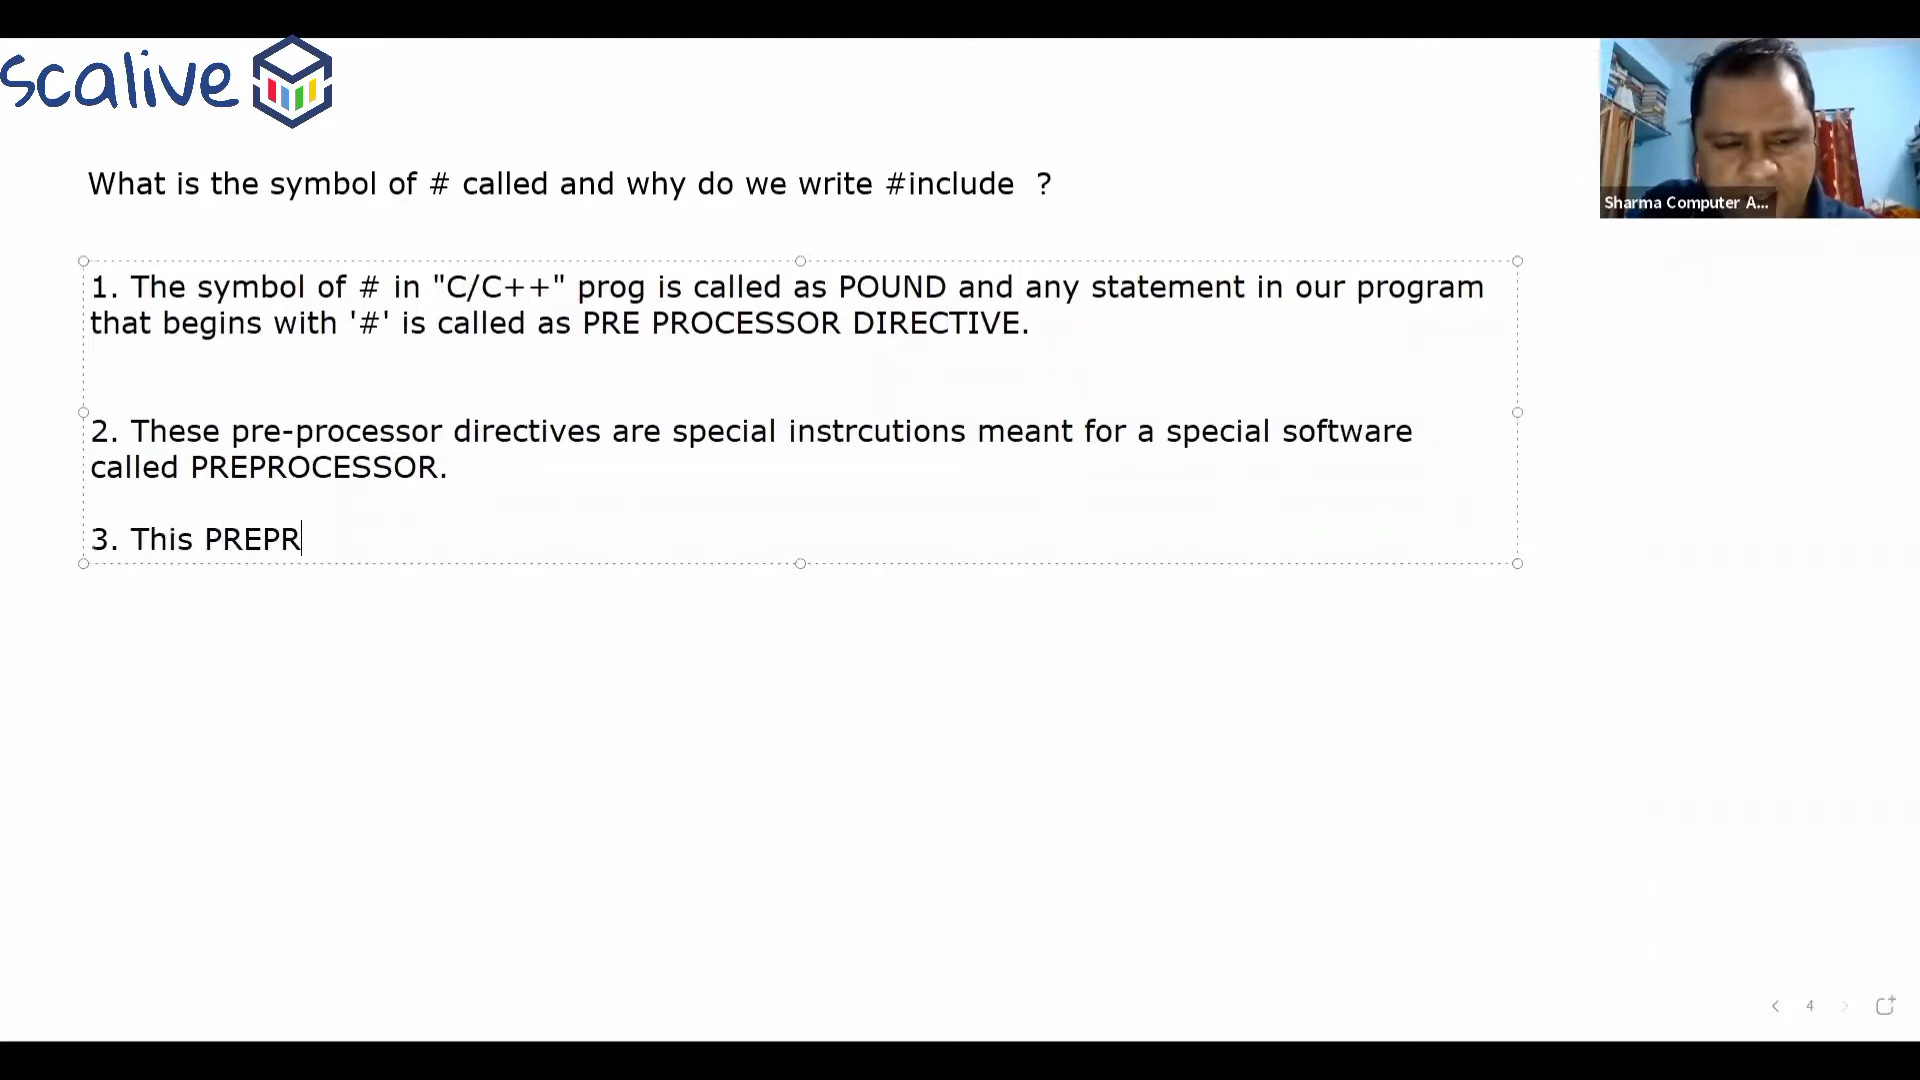 scalive
Sharma Computer A...
What is the symbol of # called and why do we write #include ?
1. The symbol of # in "C/C++" prog is called as POUND and any statement in our program
that begins with '#' is called as PRE PROCESSOR DIRECTIVE.
2. These pre-processor directives are special instrcutions meant for a special software
called PREPROCESSOR.
3. This PREPR
4